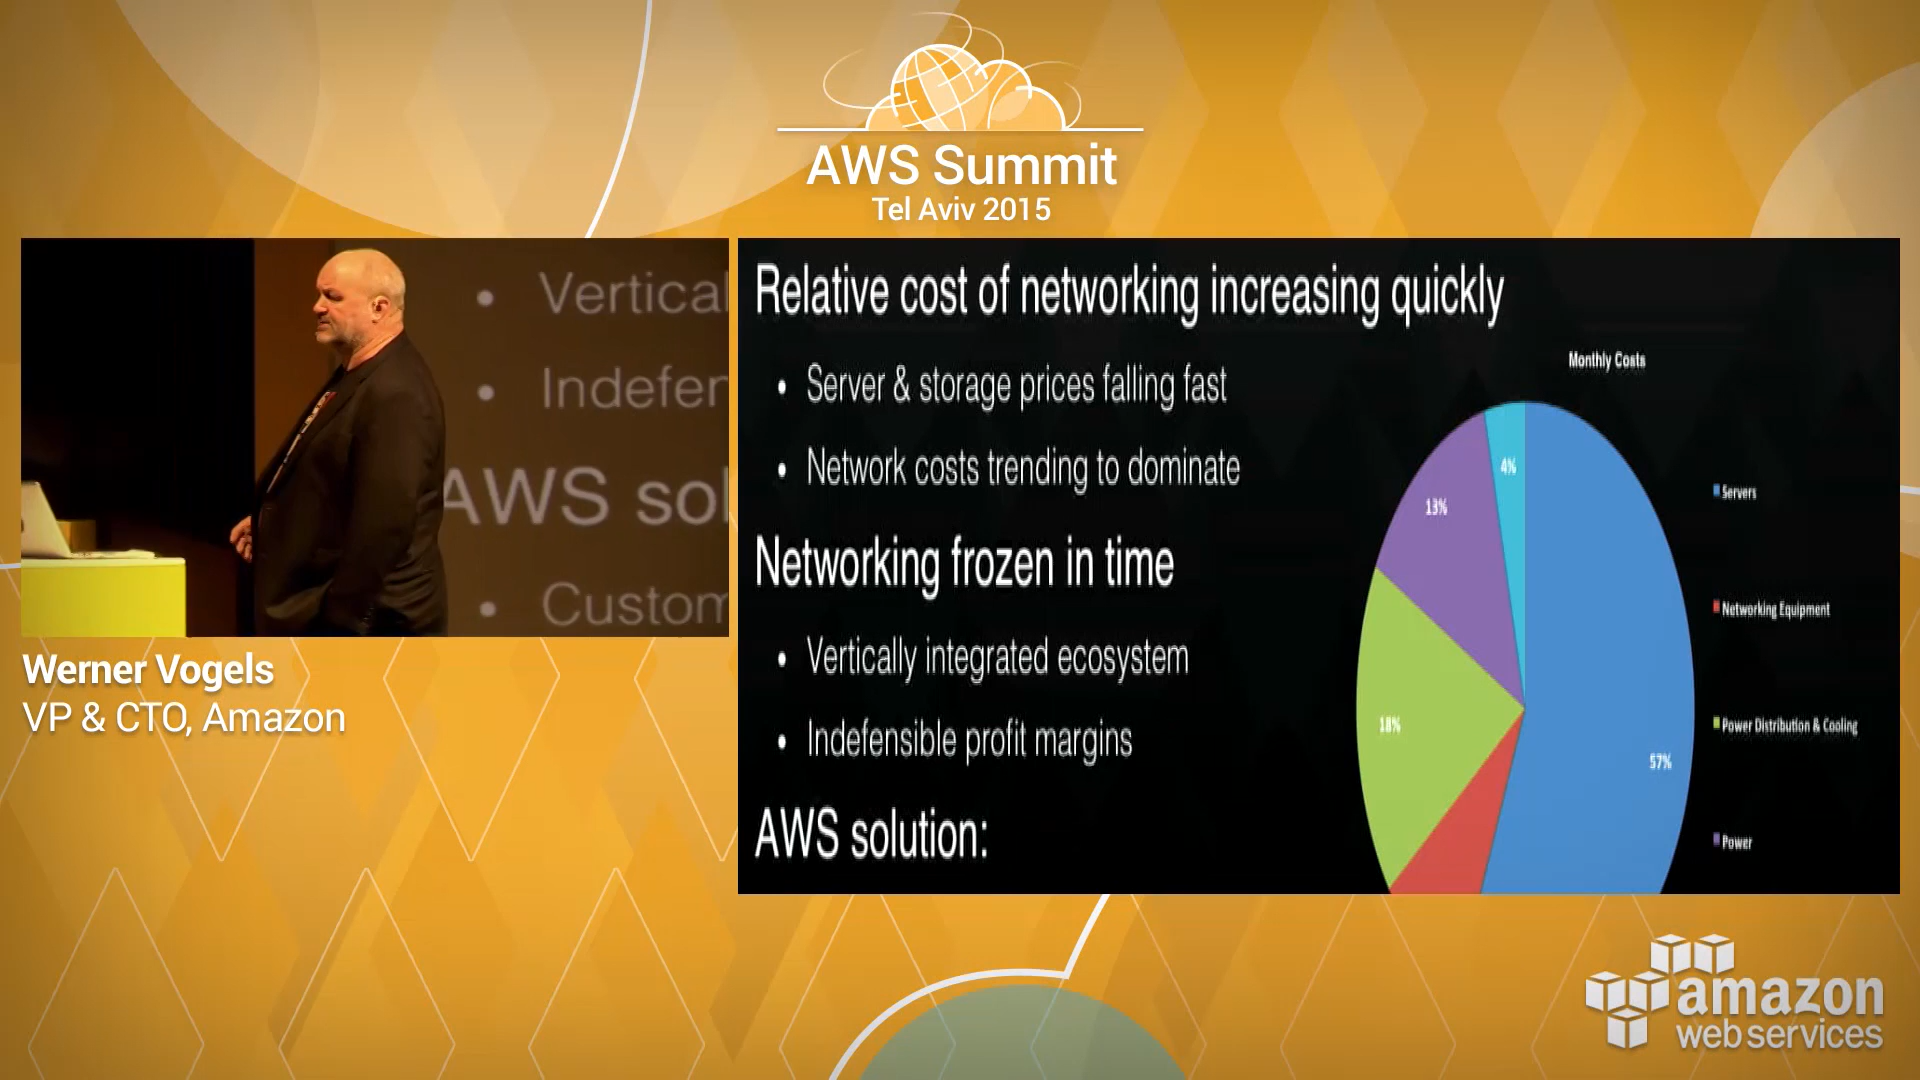 AWS Summit
Tel Aviv 2015
Vertical
Indefen
AWS sol
Custom
Werner Vogels
VP & CTO, Amazon
Relative cost of networking increasing quickly
Server & storage prices falling fast
Network costs trending to dominate
Networking frozen in time
Vertically integrated ecosystem
Indefensible profit margins
AWS solution:
Monthly Costs
4%
13%
18%
57%
Servers
Networking Equipment
Power Distribution & Cooling
Power
amazon
web services